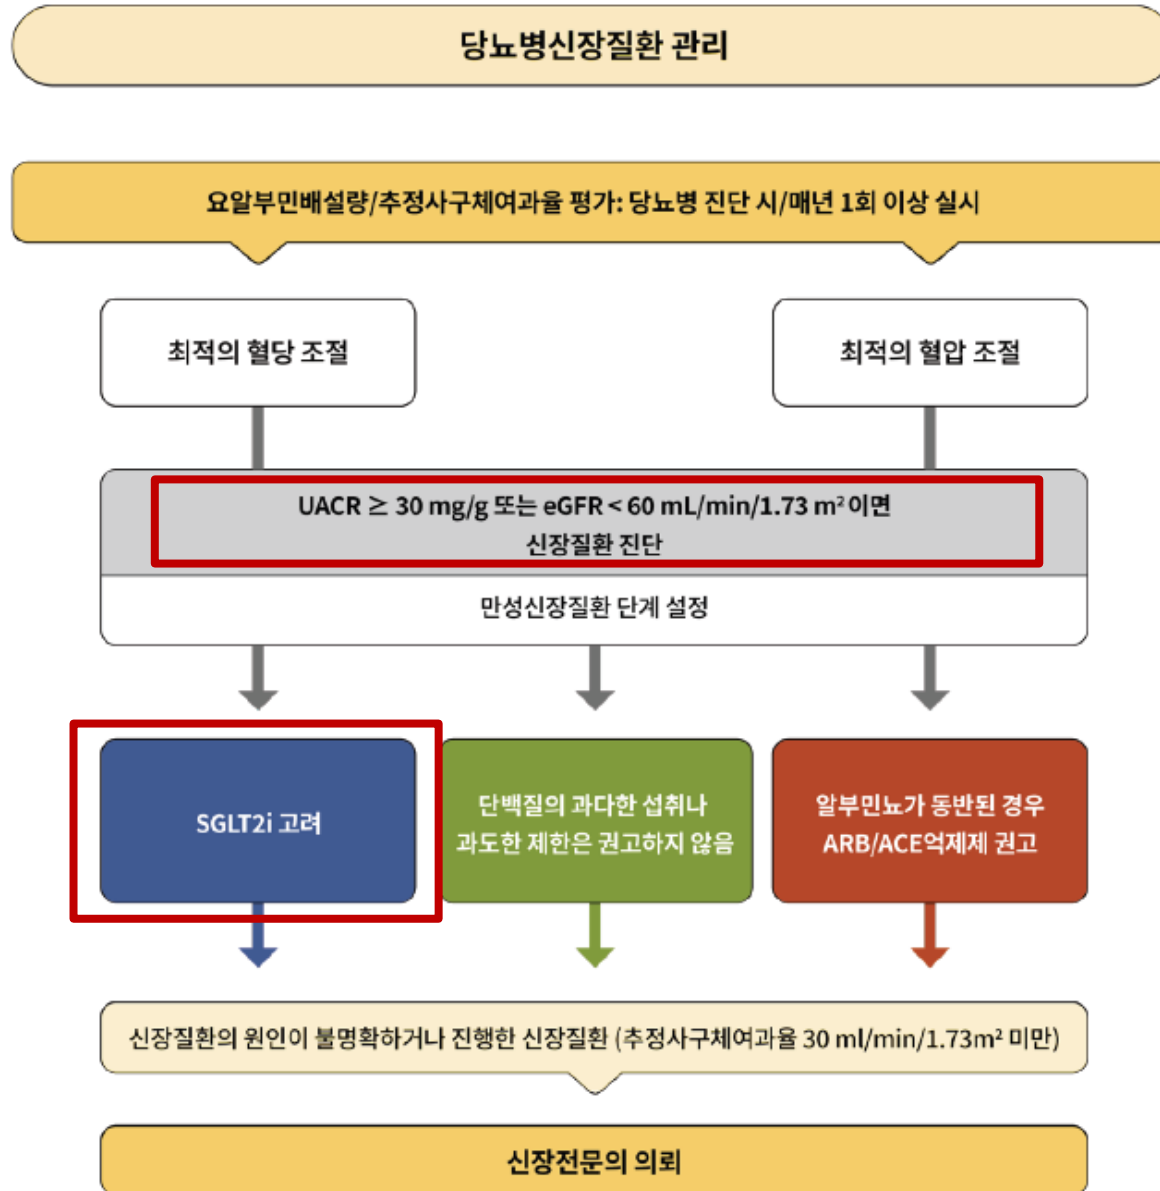 당뇨병신장질환 관리
요알부민배설량/추정사구체여과율 평가: 당뇨병 진단 시/매년 1회 이상 실시
최적의 혈당 조절
최적의 혈압 조절
UACR ≥ 30 mg/g 또는 eGFR < 60 mL/min/1.73 m² 이면
신장질환 진단
만성신장질환 단계 설정
SGLT2i 고려
단백질의 과다한 섭취나
과도한 제한은 권고하지 않음
알부민뇨가 동반된 경우
ARB/ACE억제제 권고
신장질환의 원인이 불명확하거나 진행한 신장질환 (추정사구체여과율 30 ml/min/1.73m² 미만)
신장전문의 의뢰